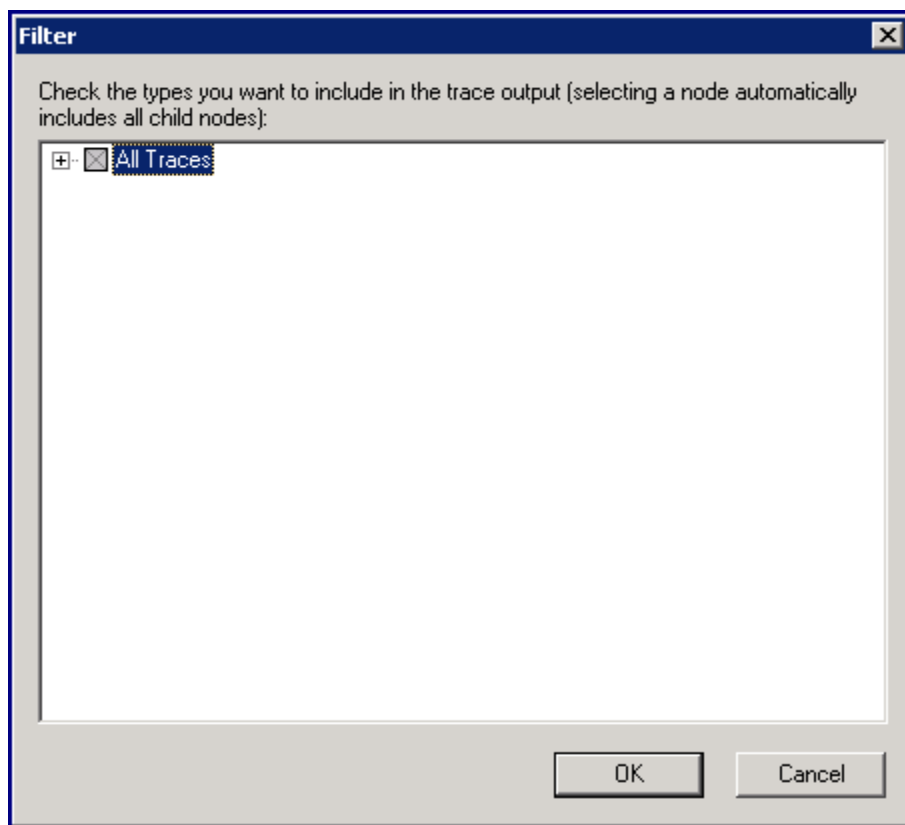 Filter
Check the types you want to include in the trace output (selecting a node automatically
includes all child nodes):
All Traces
OK
Cancel